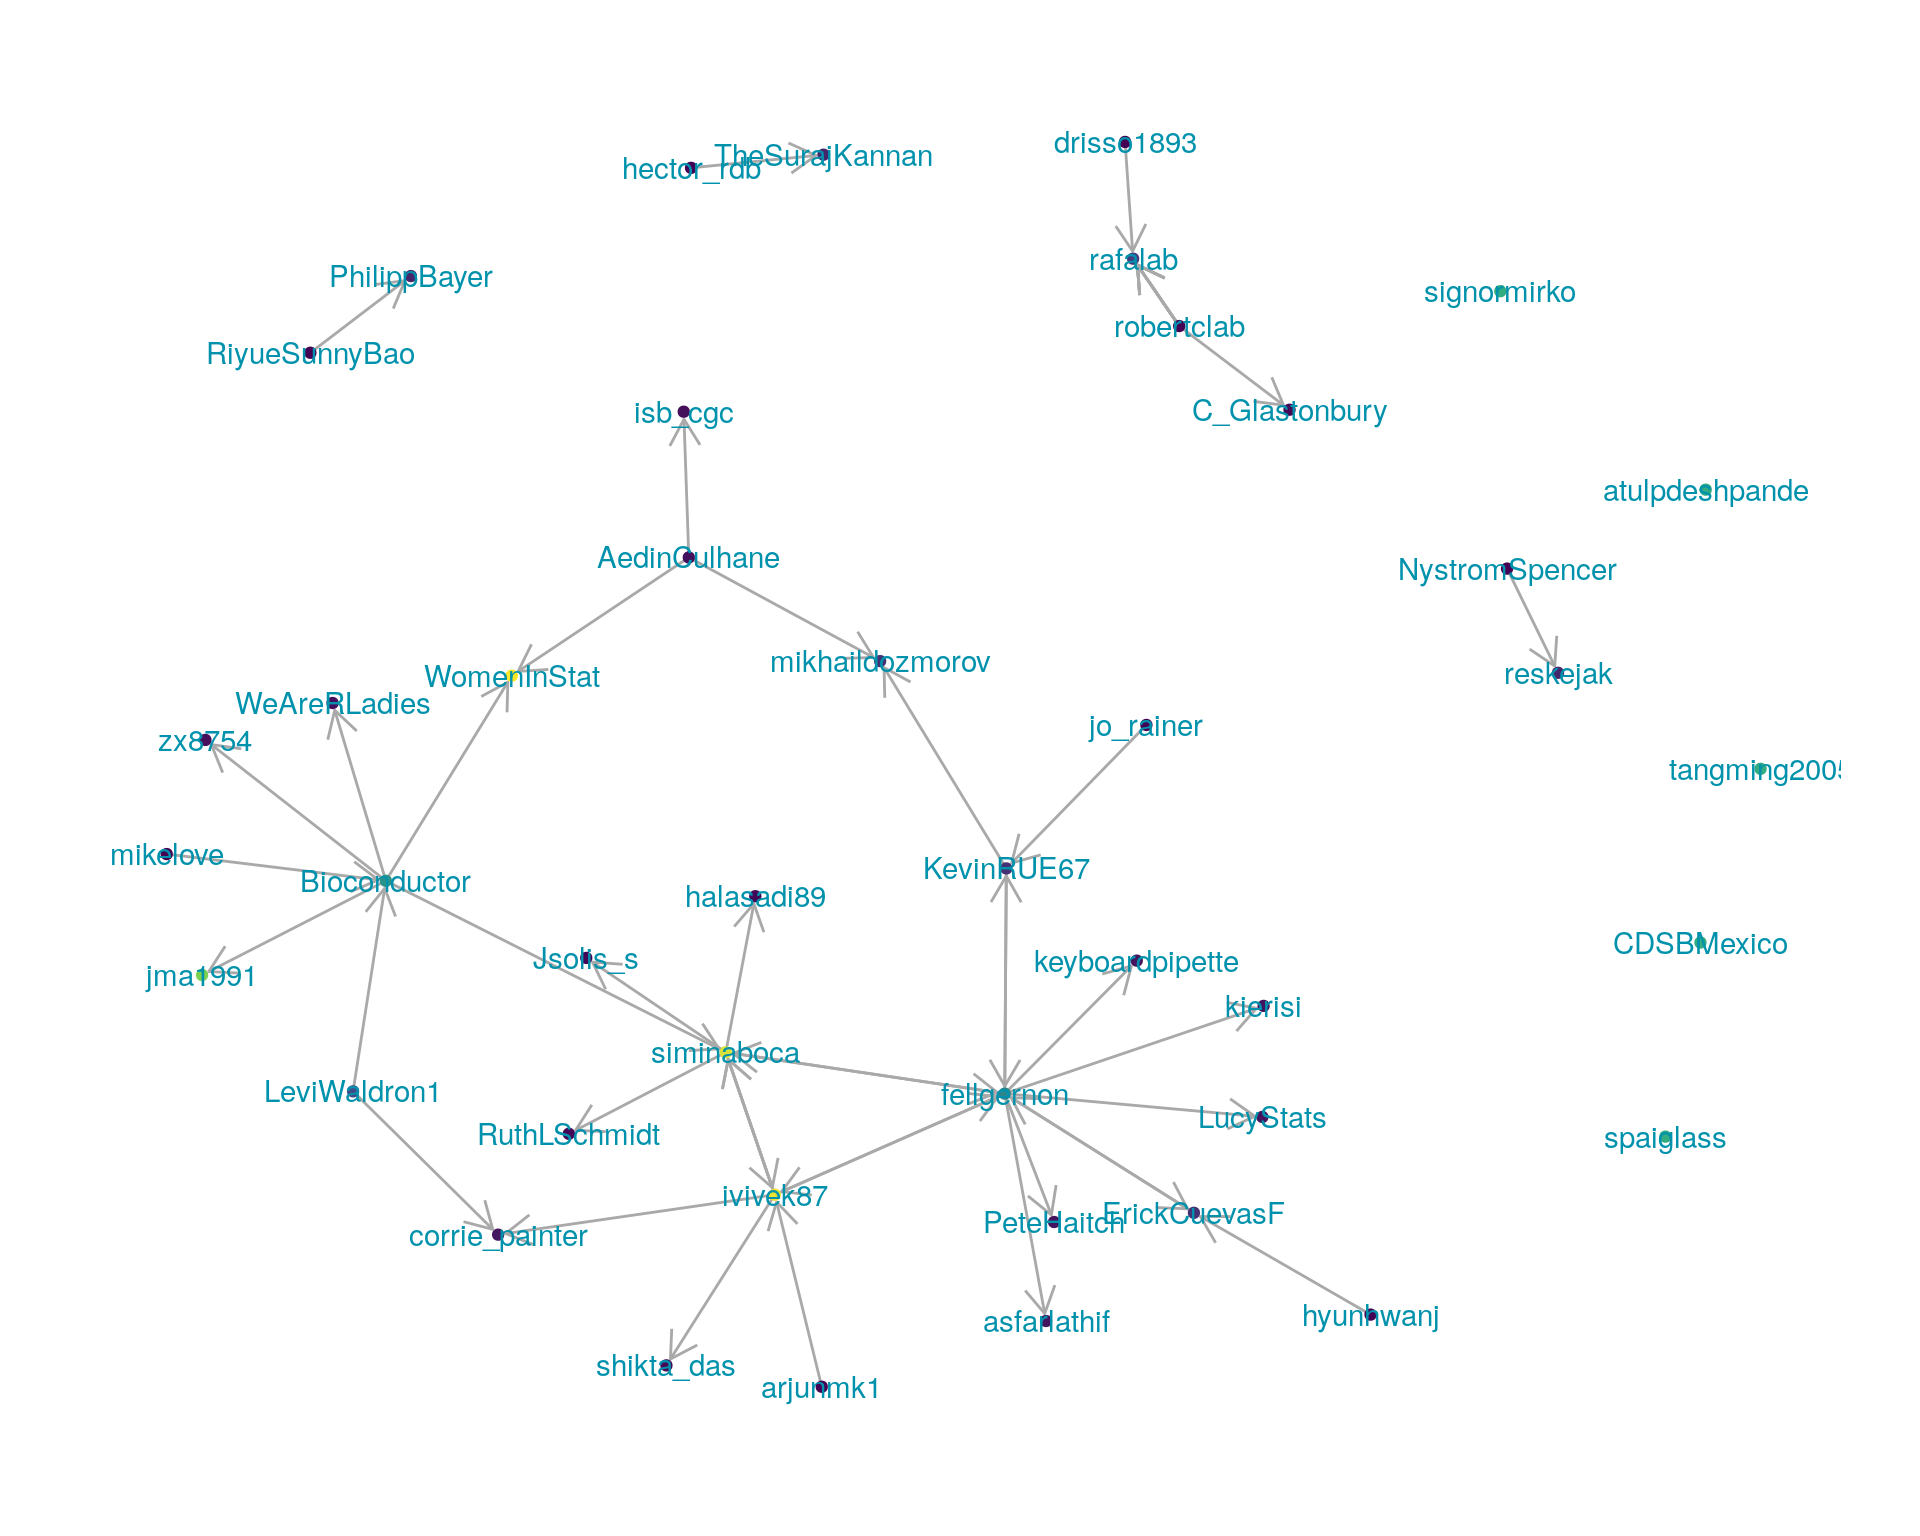 drisso1893
TheSurajKannan
hector_rdb
rafalab
PhilippBayer
signormirko
robertclab
RiyueSunnyBao
C_Glastonbury
isb_cgc
atulpdeshpande
AedinCulhane
NystromSpencer
mikhaildozmorov
reskejak
WomenInStat
WeAreRLadies
jo_rainer
zx8754
tangming2005
mikelove
KevinRUE67
Bioconductor
halasadi89
CDSBMexico
Jsolis_s
keyboardpipette
jma1991
kierisi
siminaboca
LeviWaldron1
fellgernon
LucyStats
RuthLSchmidt
spaiglass
ivivek87
ErickCuevasF
PeteHaitch
corrie_painter
hyunhwanj
asfarlathif
shikta_das
arjunmk1